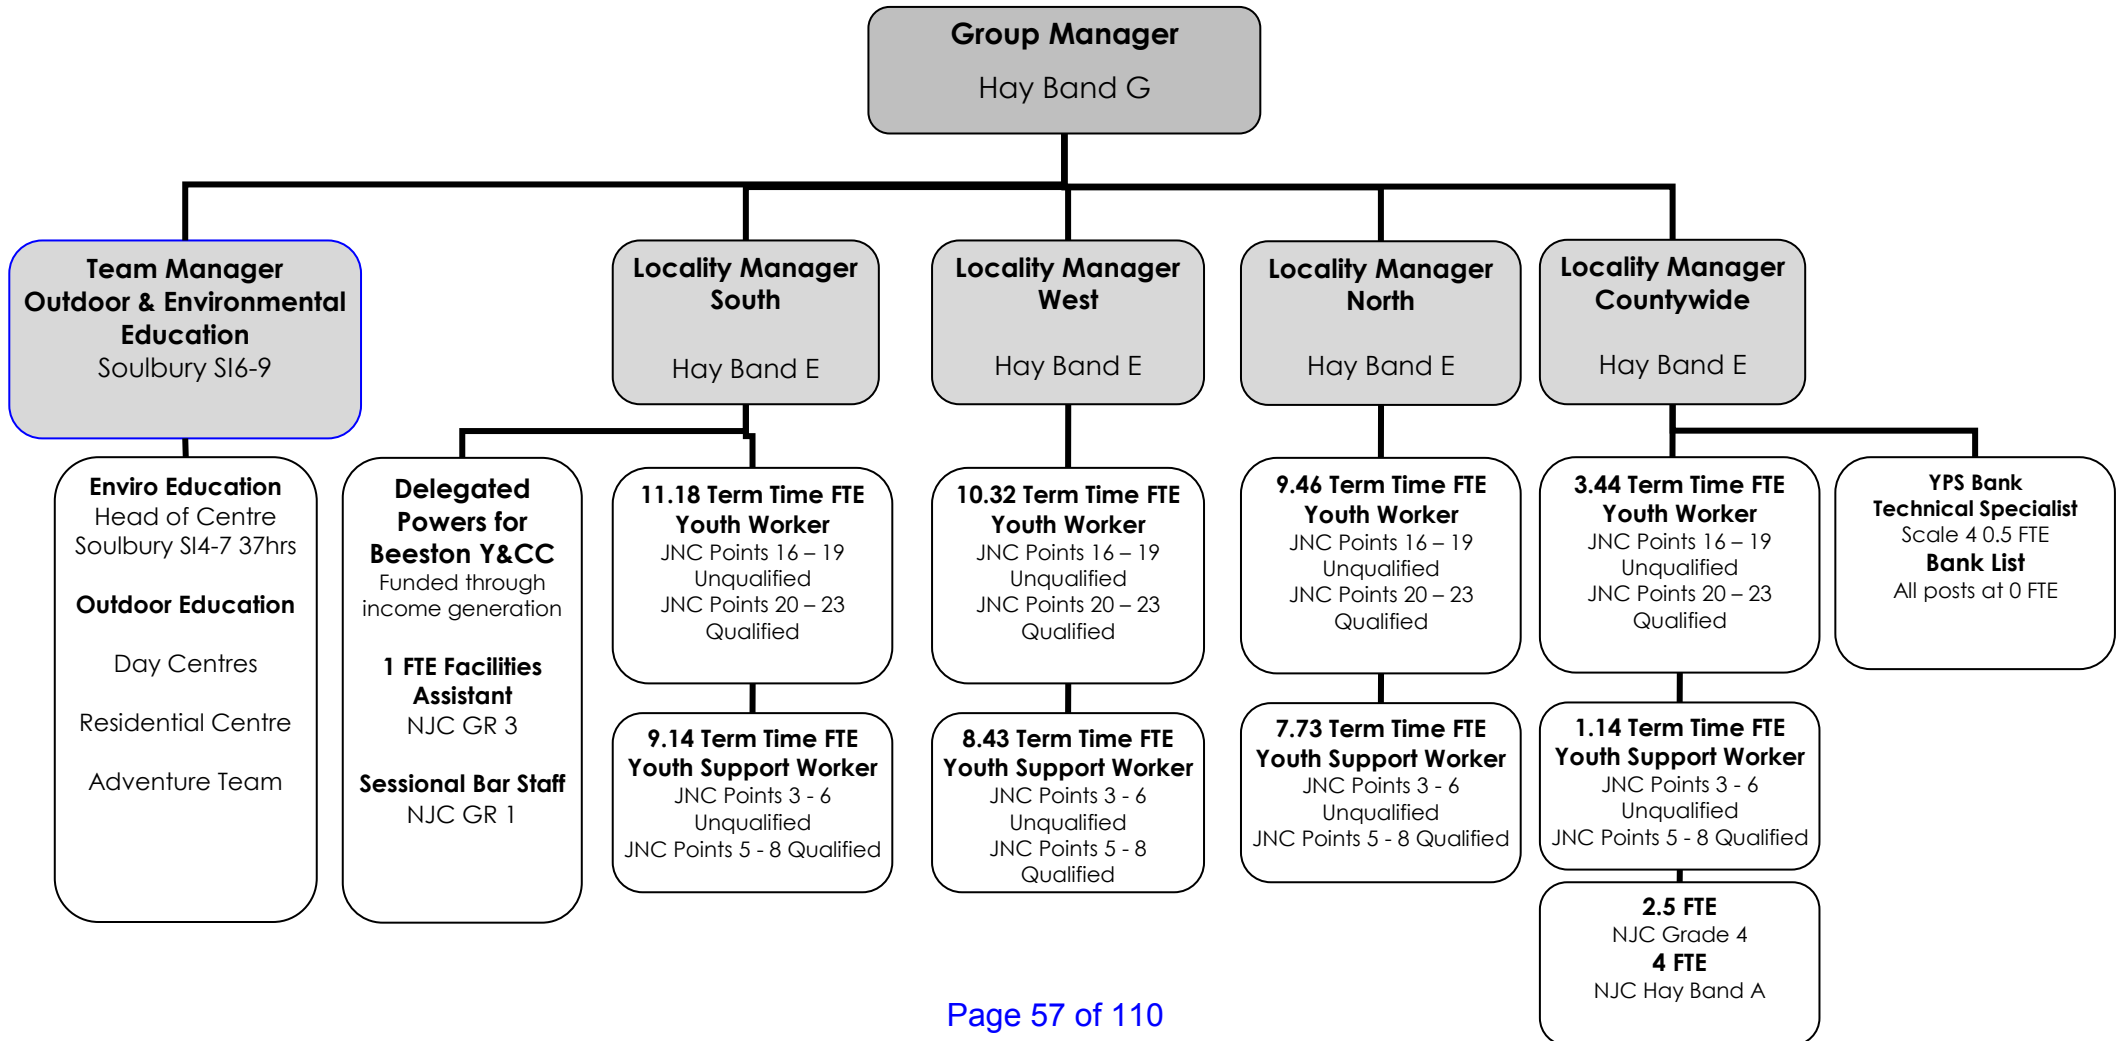 Group Manager
Hay Band G
Team Manager
Outdoor & Environmental
Education
Soulbury SI6-9
Locality Manager
South
Hay Band E
Locality Manager
West
Hay Band E
Locality Manager
North
Hay Band E
Locality Manager
Countywide
Hay Band E
Enviro Education
Head of Centre
Soulbury SI4-7 37hrs
Outdoor Education
Day Centres
Residential Centre
Adventure Team
Delegated
Powers for
Beeston Y&CC
Funded through
income generation
1 FTE Facilities
Assistant
NJC GR 3
Sessional Bar Staff
NJC GR 1
11.18 Term Time FTE
Youth Worker
JNC Points 16 – 19
Unqualified
JNC Points 20 – 23
Qualified
9.14 Term Time FTE
Youth Support Worker
JNC Points 3 - 6
Unqualified
JNC Points 5 - 8 Qualified
10.32 Term Time FTE
Youth Worker
JNC Points 16 – 19
Unqualified
JNC Points 20 – 23
Qualified
8.43 Term Time FTE
Youth Support Worker
JNC Points 3 - 6
Unqualified
JNC Points 5 - 8
Qualified
9.46 Term Time FTE
Youth Worker
JNC Points 16 – 19
Unqualified
JNC Points 20 – 23
Qualified
7.73 Term Time FTE
Youth Support Worker
JNC Points 3 - 6
Unqualified
JNC Points 5 - 8 Qualified
3.44 Term Time FTE
Youth Worker
JNC Points 16 – 19
Unqualified
JNC Points 20 – 23
Qualified
1.14 Term Time FTE
Youth Support Worker
JNC Points 3 - 6
Unqualified
JNC Points 5 - 8 Qualified
2.5 FTE
NJC Grade 4
4 FTE
NJC Hay Band A
YPS Bank
Technical Specialist
Scale 4 0.5 FTE
Bank List
All posts at 0 FTE
Page 57 of 110